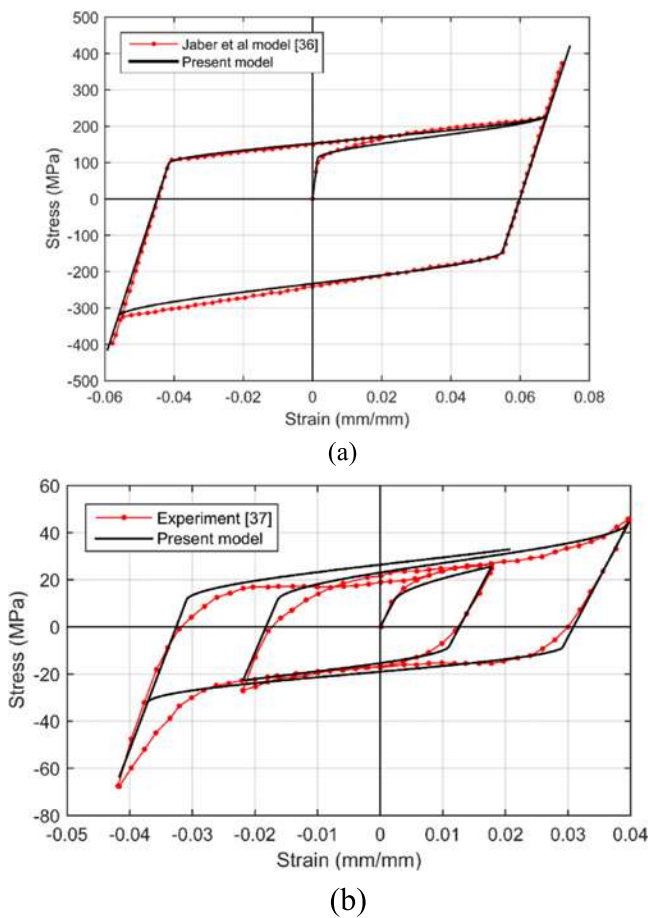 500
400
300
200
100
0
-100
-200
-300
-400
-500
Stress (MPa)
Jaber et al model [36]
Present model
-0.06 -0.04 -0.02 0 0.02 0.04 0.06 0.08
Strain (mm/mm)
(a)
60
40
20
0
-20
-40
-60
-80
Stress (MPa)
Experiment [37]
Present model
-0.05 -0.04 -0.03 -0.02 -0.01 0 0.01 0.02 0.03 0.04
Strain (mm/mm)
(b)